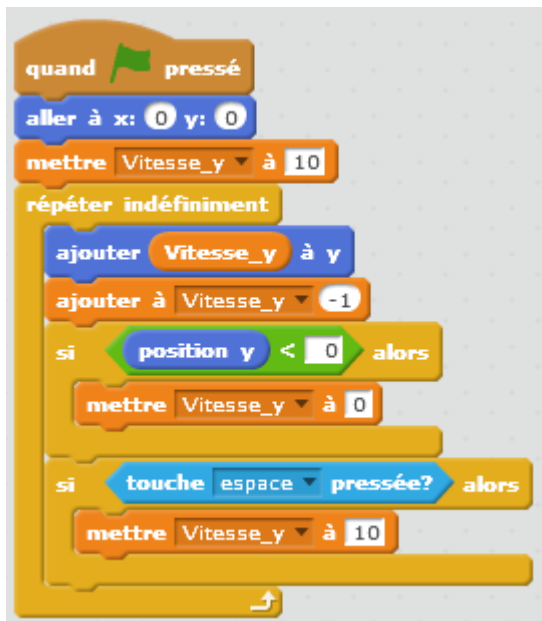 quand pressé
aller à x: 0 y: 0
mettre Vitesse_y à 10
répéter indéfiniment
ajouter Vitesse_y à y
ajouter à Vitesse_y -1
si position y < 0 alors
mettre Vitesse_y à 0
si touche espace pressée? alors
mettre Vitesse_y à 10